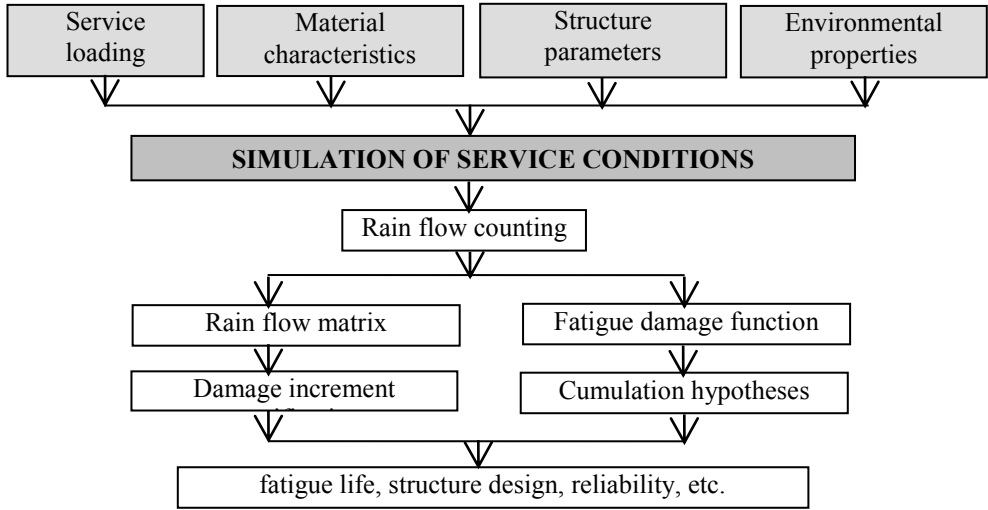 Service
loading
Material
characteristics
Structure
parameters
Environmental
properties
SIMULATION OF SERVICE CONDITIONS
Rain flow counting
Rain flow matrix
Fatigue damage function
Damage increment
Cumulation hypotheses
fatigue life, structure design, reliability, etc.